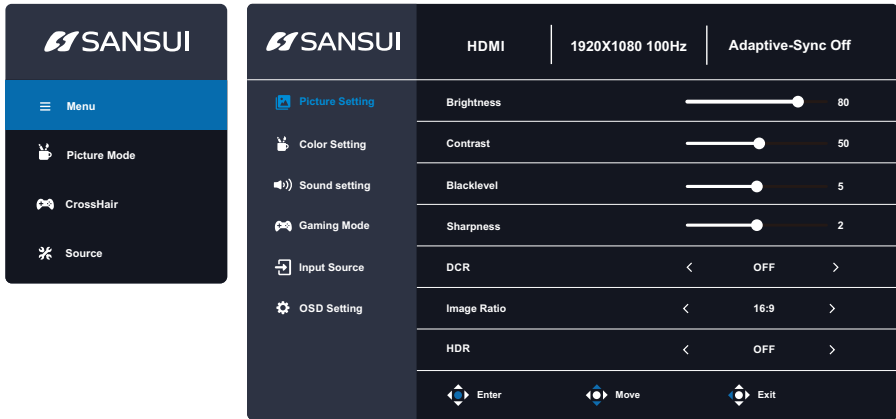 SANSUI
Menu
Picture Mode
CrossHair
Source
SANSUI
HDMI 1920X1080 100Hz Adaptive-Sync Off
Picture Setting
Color Setting
Sound setting
Gaming Mode
Input Source
OSD Setting
Brightness 80
Contrast 50
Blacklevel 5
Sharpness 2
DCR < OFF >
Image Ratio < 16:9 >
HDR < OFF >
Enter Move Exit